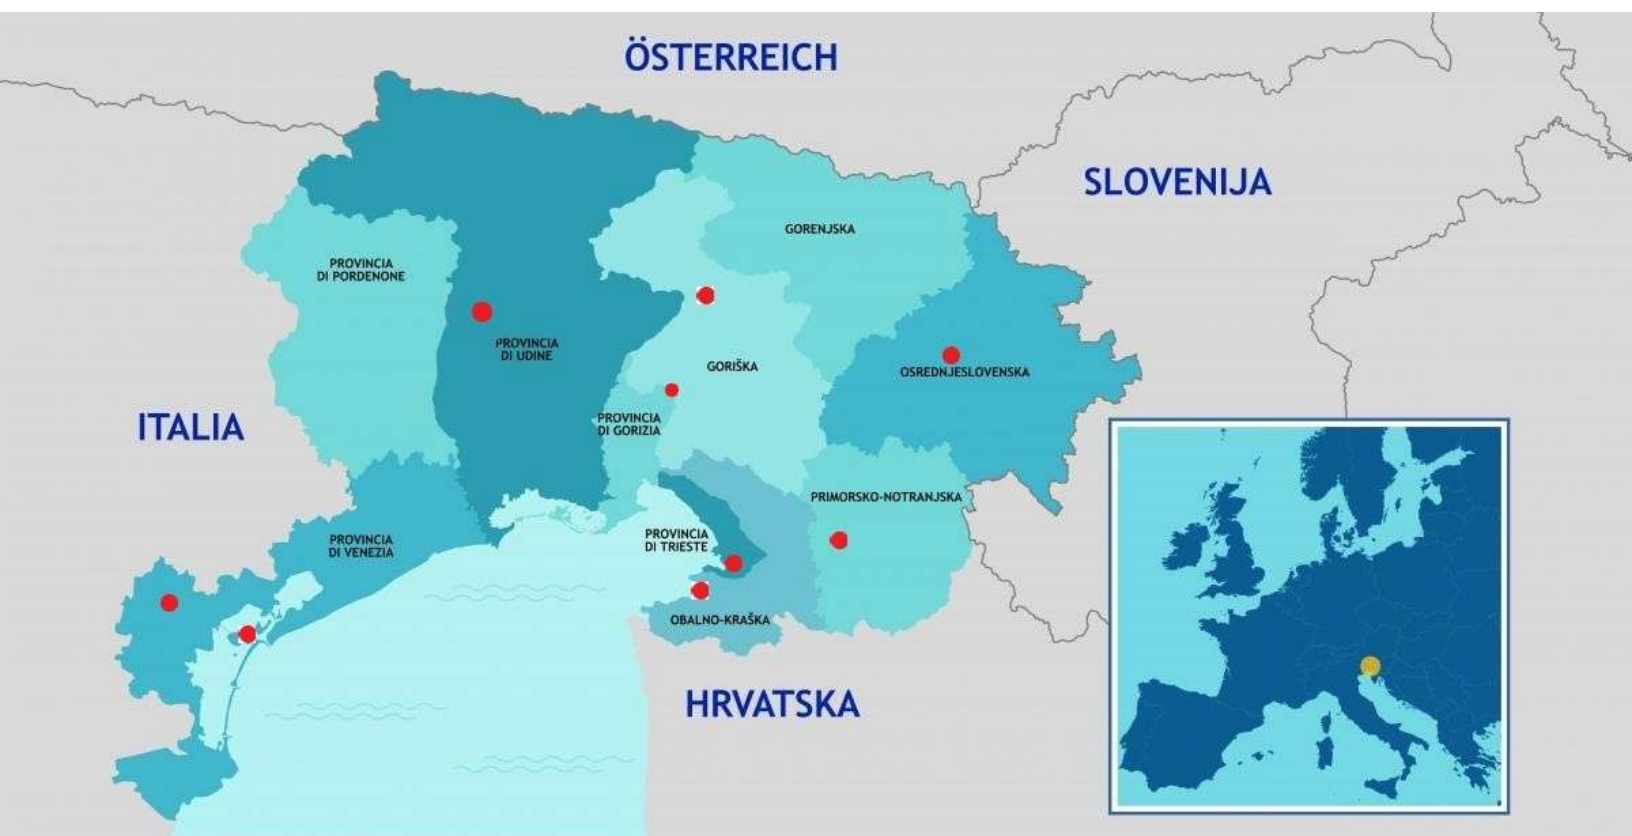 ÖSTERREICH
SLOVENIJA
GORENJSKA
PROVINCIA
DI PORDENONE
PROVINCIA
DI UDINE
GORIŠKA
OSREDNJESLOVENSKA
ITALIA
PROVINCIA
DI GORIZIA
PRIMORSKO-NOTRANJSKA
PROVINCIA
DI VENEZIA
PROVINCIA
DI TRIESTE
OBALNO-KRAŠKA
HRVATSKA